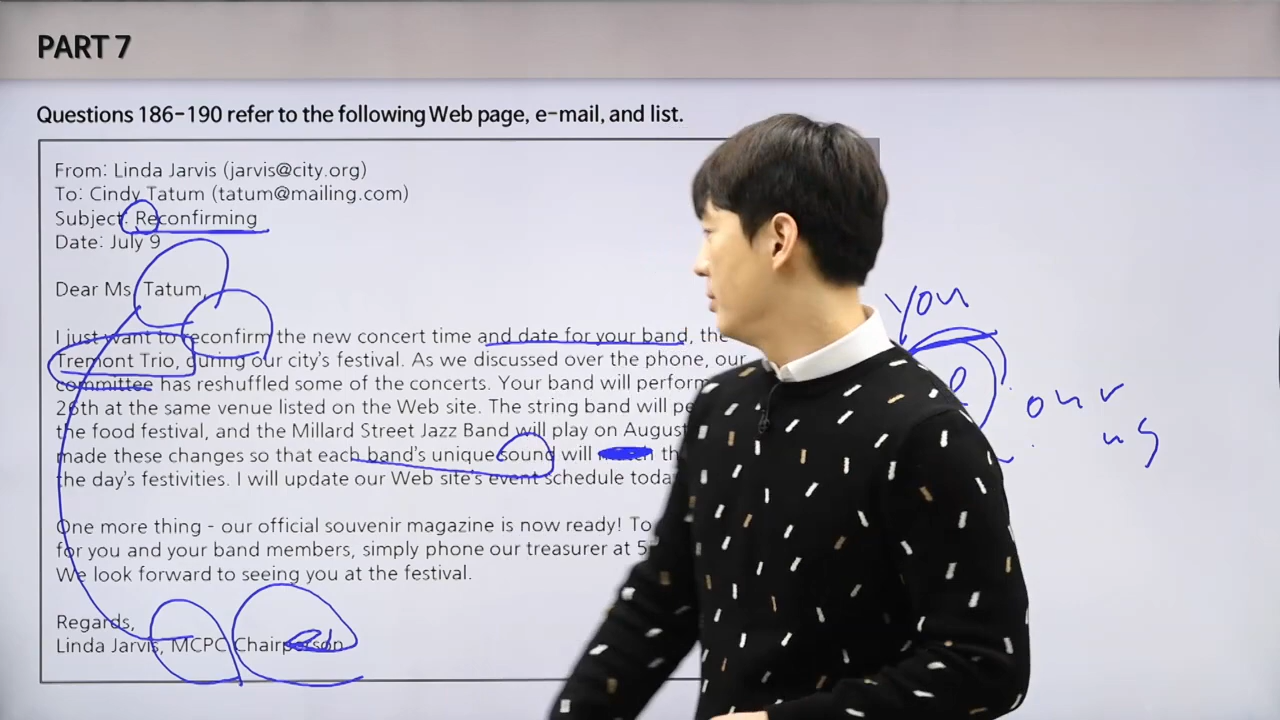 PART 7
Questions 186-190 refer to the following Web page, e-mail, and list.
From: Linda Jarvis (jarvis@city.org)
To: Cindy Tatum (tatum@mailing.com)
Subject: Reconfirming
Date: July 9
Dear Ms. Tatum,
I just want to reconfirm the new concert time and date for your band, the
Tremont Trio, during our city's festival. As we discussed over the phone, our
committee has reshuffled some of the concerts. Your band will perform
26th at the same venue listed on the Web site. The string band will
the food festival, and the Millard Street Jazz Band will play on August
made these changes so that each band's unique sound will
the day's festivities. I will update our Web site's event schedule
One more thing - our official souvenir magazine is now ready! To
for you and your band members, simply phone our treasurer at
We look forward to seeing you at the festival.
Regards,
Linda Jarvis, MCPC Chairperson
you
our
us